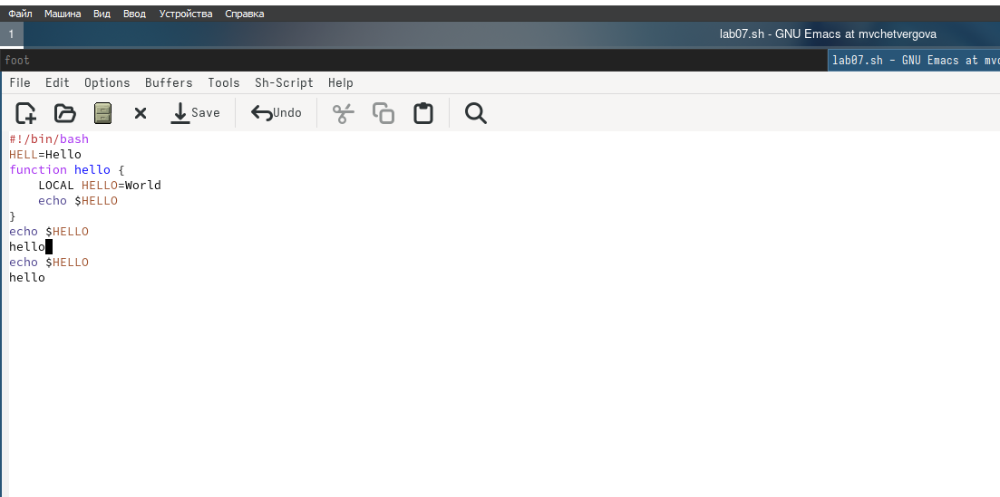 Файл Машина Вид Ввод Устройства Справка
1 lab07.sh - GNU Emacs at mvchetvergova
foot lab07.sh - GNU Emacs at mvc
File Edit Options Buffers Tools Sh-Script Help
Save Undo
#!/bin/bash
HELL=Hello
function hello {
    LOCAL HELLO=World
    echo $HELLO
}
echo $HELLO
hello
echo $HELLO
hello